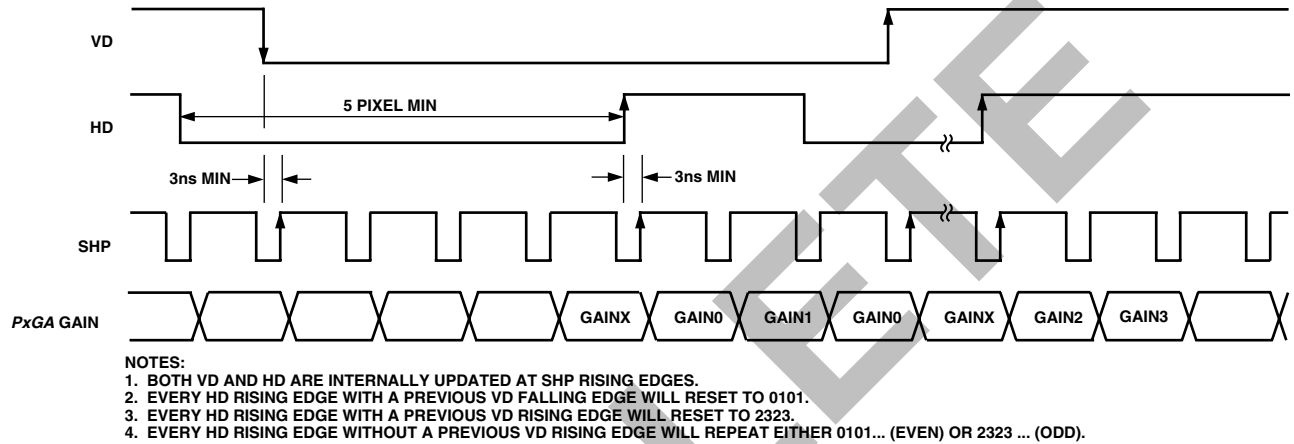 VD
5 PIXEL MIN
HD
3ns MIN
3ns MIN
SHP
PxGA GAIN
GAINX GAIN0 GAIN1 GAIN0 GAINX GAIN2 GAIN3
NOTES:
1. BOTH VD AND HD ARE INTERNALLY UPDATED AT SHP RISING EDGES.
2. EVERY HD RISING EDGE WITH A PREVIOUS VD FALLING EDGE WILL RESET TO 0101.
3. EVERY HD RISING EDGE WITH A PREVIOUS VD RISING EDGE WILL RESET TO 2323.
4. EVERY HD RISING EDGE WITHOUT A PREVIOUS VD RISING EDGE WILL REPEAT EITHER 0101... (EVEN) OR 2323 ... (ODD).